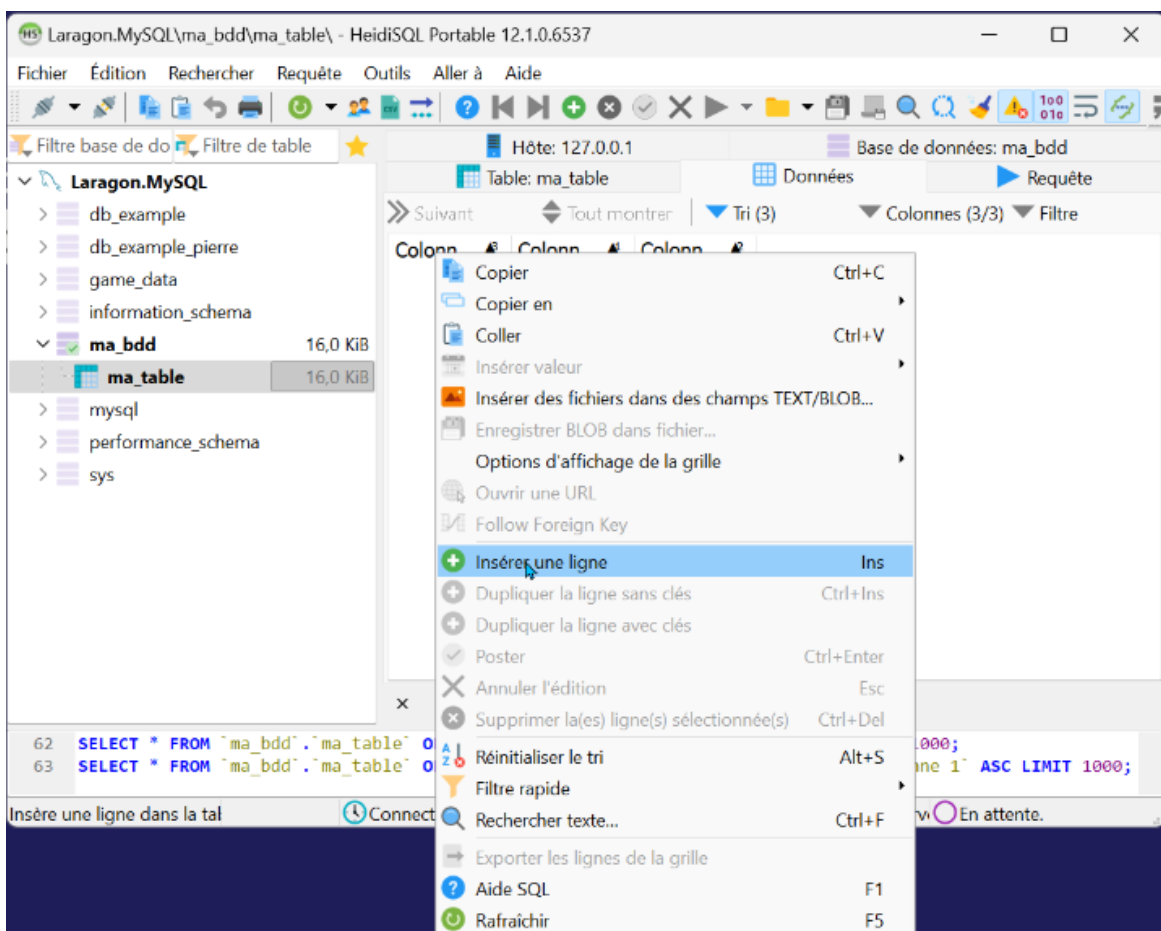 Laragon.MySQL\ma_bdd\ma_table\ - HeidiSQL Portable 12.1.0.6537
Fichier Édition Rechercher Requête Outils Aller à Aide
Filtre base de do Filtre de table
Hôte: 127.0.0.1 Base de données: ma_bdd
Table: ma_table Données Requête
Suivant Tout montrer Tri (3) Colonnes (3/3) Filtre
Colonn Colonn Colonn
Laragon.MySQL
db_example
db_example_pierre
game_data
information_schema
ma_bdd 16,0 KiB
ma_table 16,0 KiB
mysql
performance_schema
sys
Copier Ctrl+C
Copier en
Coller Ctrl+V
Insérer valeur
Insérer des fichiers dans des champs TEXT/BLOB...
Enregistrer BLOB dans fichier...
Options d'affichage de la grille
Ouvrir une URL
Follow Foreign Key
Insérer une ligne Ins
Dupliquer la ligne sans clés Ctrl+Ins
Dupliquer la ligne avec clés
Poster Ctrl+Enter
Annuler l'édition Esc
Supprimer la(es) ligne(s) sélectionnée(s) Ctrl+Del
Réinitialiser le tri Alt+S
Filtre rapide
Rechercher texte... Ctrl+F
Exporter les lignes de la grille
Aide SQL F1
Rafraîchir F5
62 SELECT * FROM `ma_bdd`.`ma_table` O 1000;
63 SELECT * FROM `ma_bdd`.`ma_table` O nne 1` ASC LIMIT 1000;
Insère une ligne dans la tal Connect En attente.